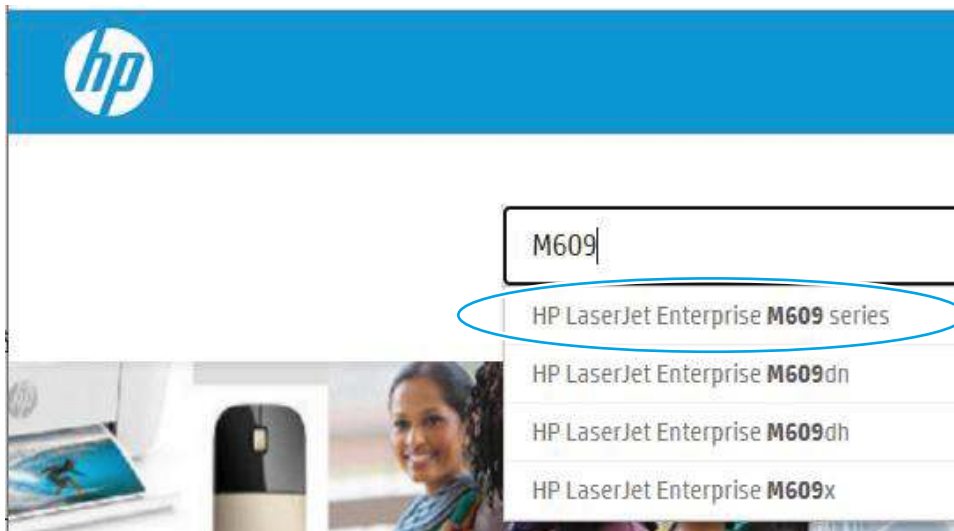 hp
M609
HP LaserJet Enterprise M609 series
HP LaserJet Enterprise M609dn
HP LaserJet Enterprise M609dh
HP LaserJet Enterprise M609x